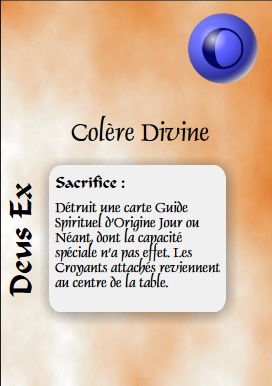 Colère Divine
Sacrifice :
Détruit une carte Guide
Spirituel d'Origine Jour ou
Néant, dont la capacité
spéciale n'a pas effet. Les
Croyants attachés reviennent
au centre de la table.
Deus Ex